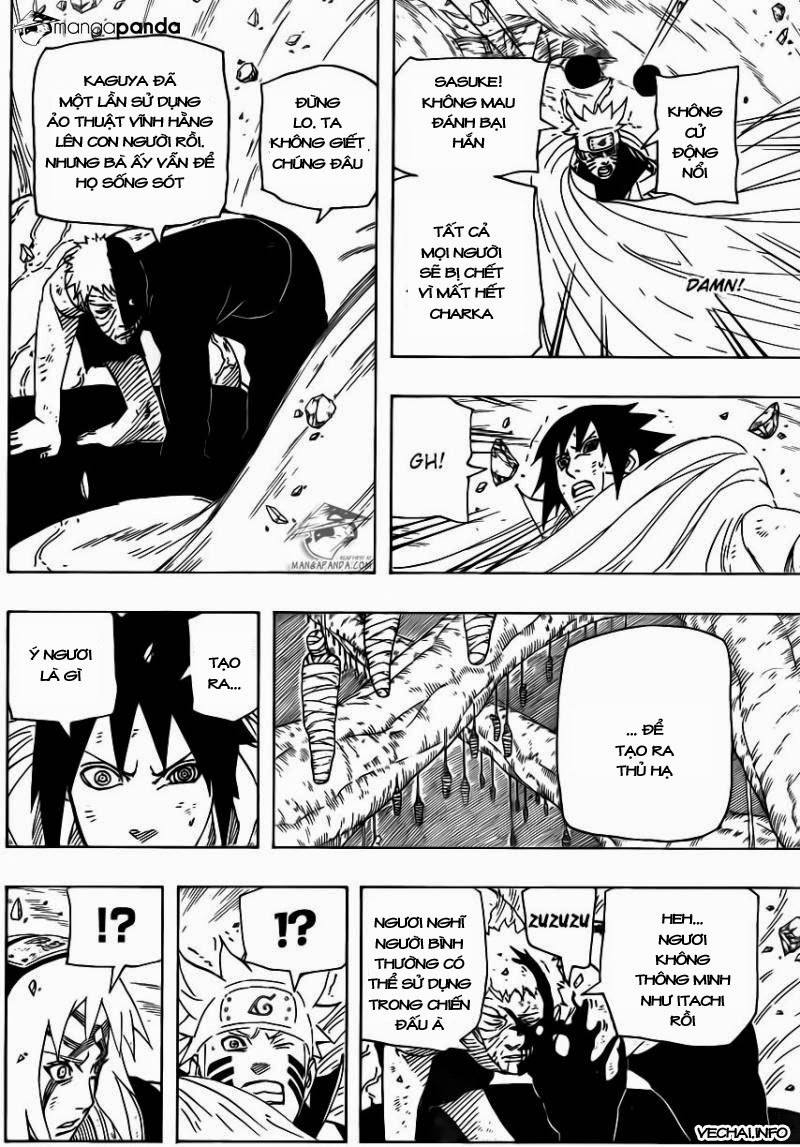 mangapanda
KHÔNG
CỬ
ĐỘNG
NỔI
SASUKE!
KHÔNG MAU
ĐÁNH BẠI
HẮN
TẤT CẢ
MỌI NGƯỜI
SẼ BỊ CHẾT
VÌ MẤT HẾT
CHARKA
DAMN!
ĐỪNG
LO, TA
KHÔNG GIẾT
CHÚNG ĐÂU
KAGUYA ĐÃ
MỘT LẦN SỬ DỤNG
ẢO THUẬT VĨNH HẰNG
LÊN CON NGƯỜI RỒI,
NHƯNG BÀ ẤY VẪN ĐỂ
HỌ SỐNG SÓT
MANGAPANDA.COM
GH!
... ĐỂ
TẠO RA
THỦ HẠ
TẠO
RA...
Ý NGƯƠI
LÀ GÌ
HEH...
NGƯƠI
KHÔNG
THÔNG MINH
NHƯ ITACHI
RỒI
ZUZUZU
NGƯƠI NGHĨ
NGƯỜI BÌNH
THƯỜNG CÓ
THỂ SỬ DỤNG
TRONG CHIẾN
ĐẤU À
!?
!?
VECHAI.INFO